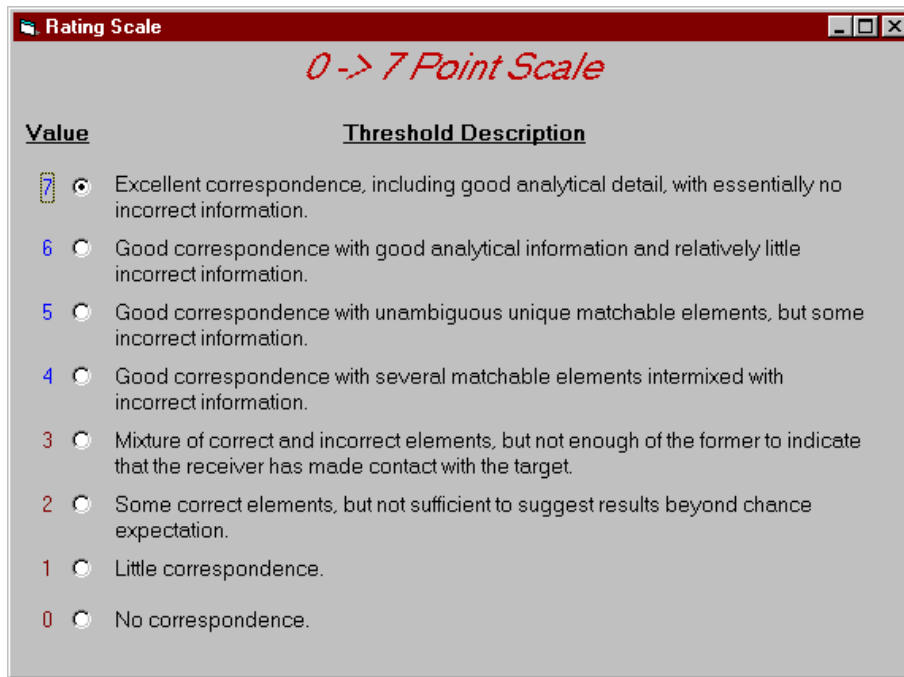 Rating Scale
0 -> 7 Point Scale
Value Threshold Description
7 Excellent correspondence, including good analytical detail, with essentially no
incorrect information.
6 Good correspondence with good analytical information and relatively little
incorrect information.
5 Good correspondence with unambiguous unique matchable elements, but some
incorrect information.
4 Good correspondence with several matchable elements intermixed with
incorrect information.
3 Mixture of correct and incorrect elements, but not enough of the former to indicate
that the receiver has made contact with the target.
2 Some correct elements, but not sufficient to suggest results beyond chance
expectation.
1 Little correspondence.
0 No correspondence.